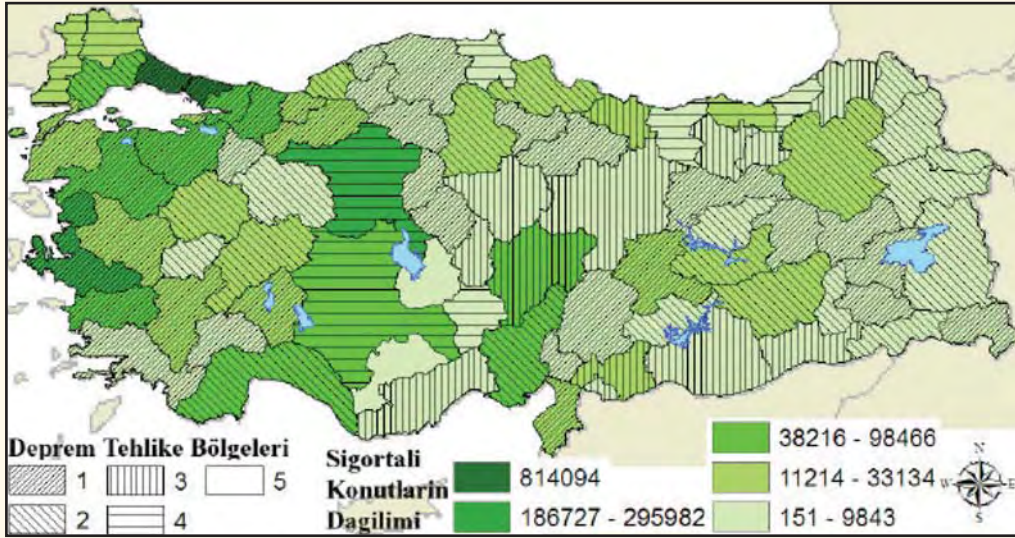 Deprem Tehlike Bölgeleri
1
3
5
2
4
Sigortali
Konutlarin
Dagilimi
814094
186727 - 295982
38216 - 98466
11214 - 33134
151 - 9843
N
W
E
S